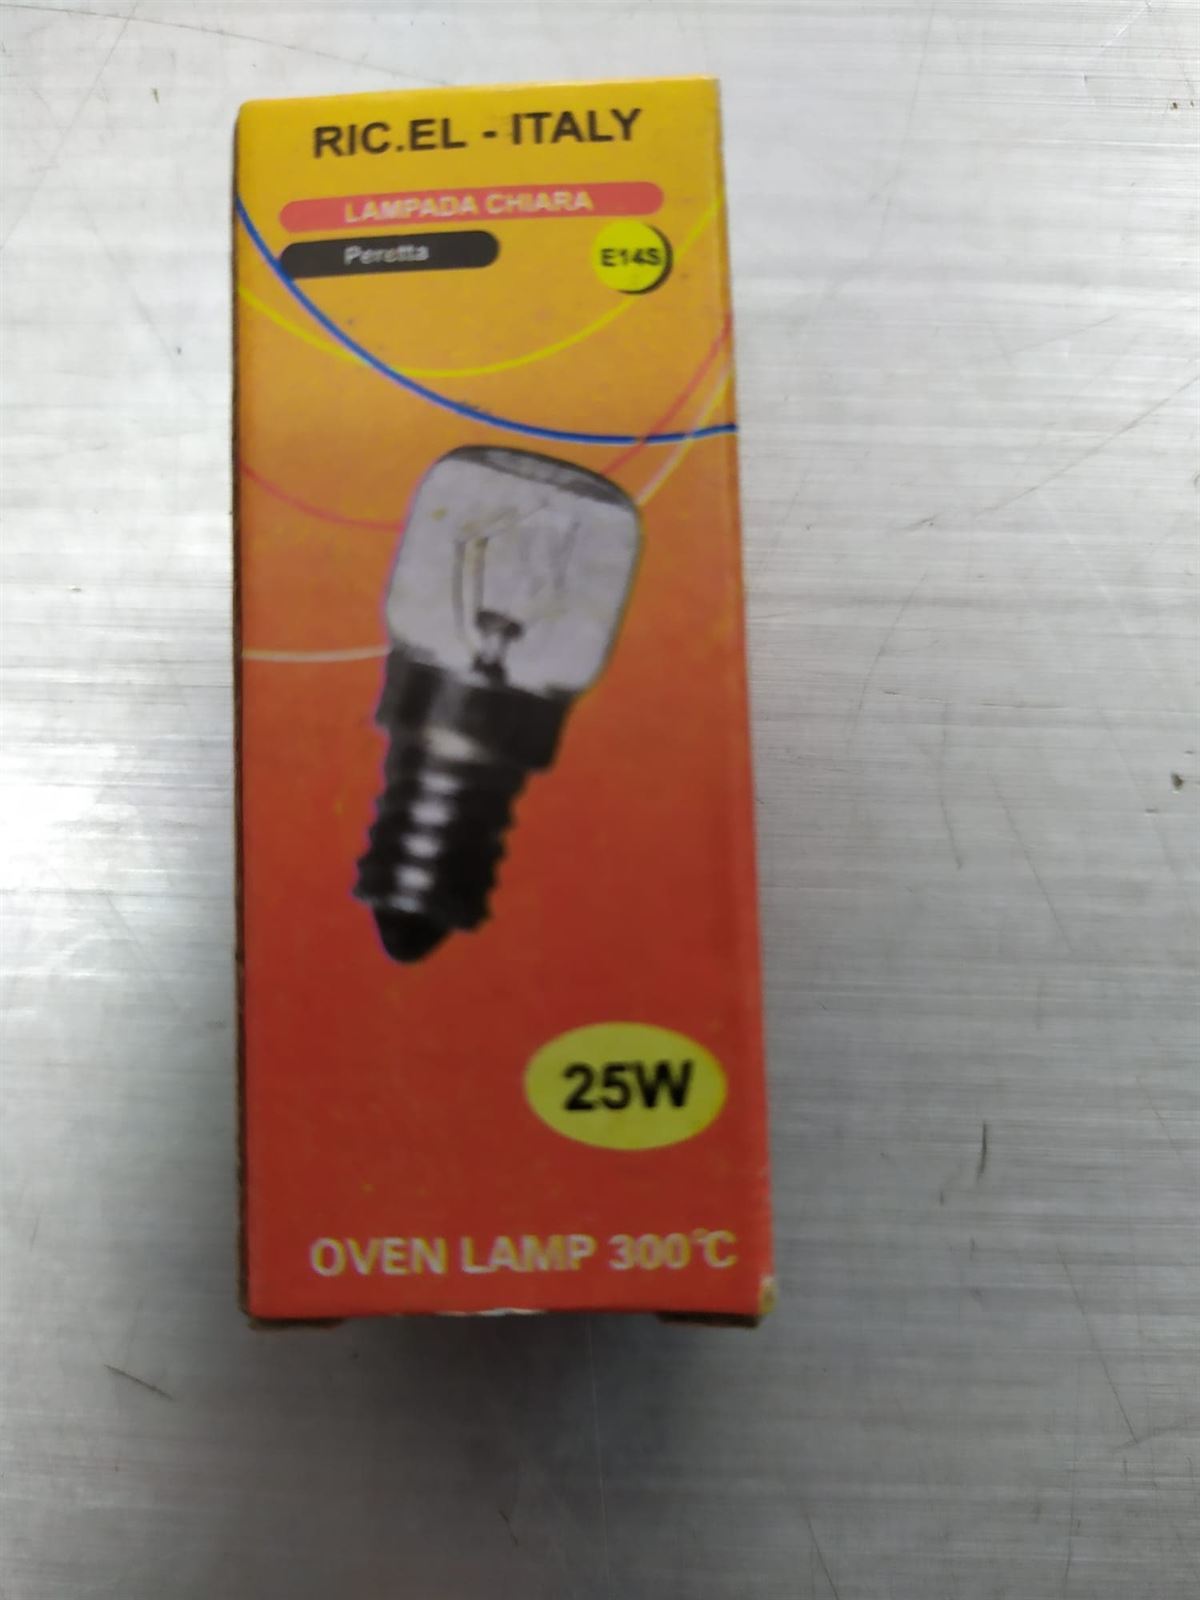 RIC.EL - ITALY
LAMPADA CHIARA
Peretta
E14S
25W
OVEN LAMP 300°C